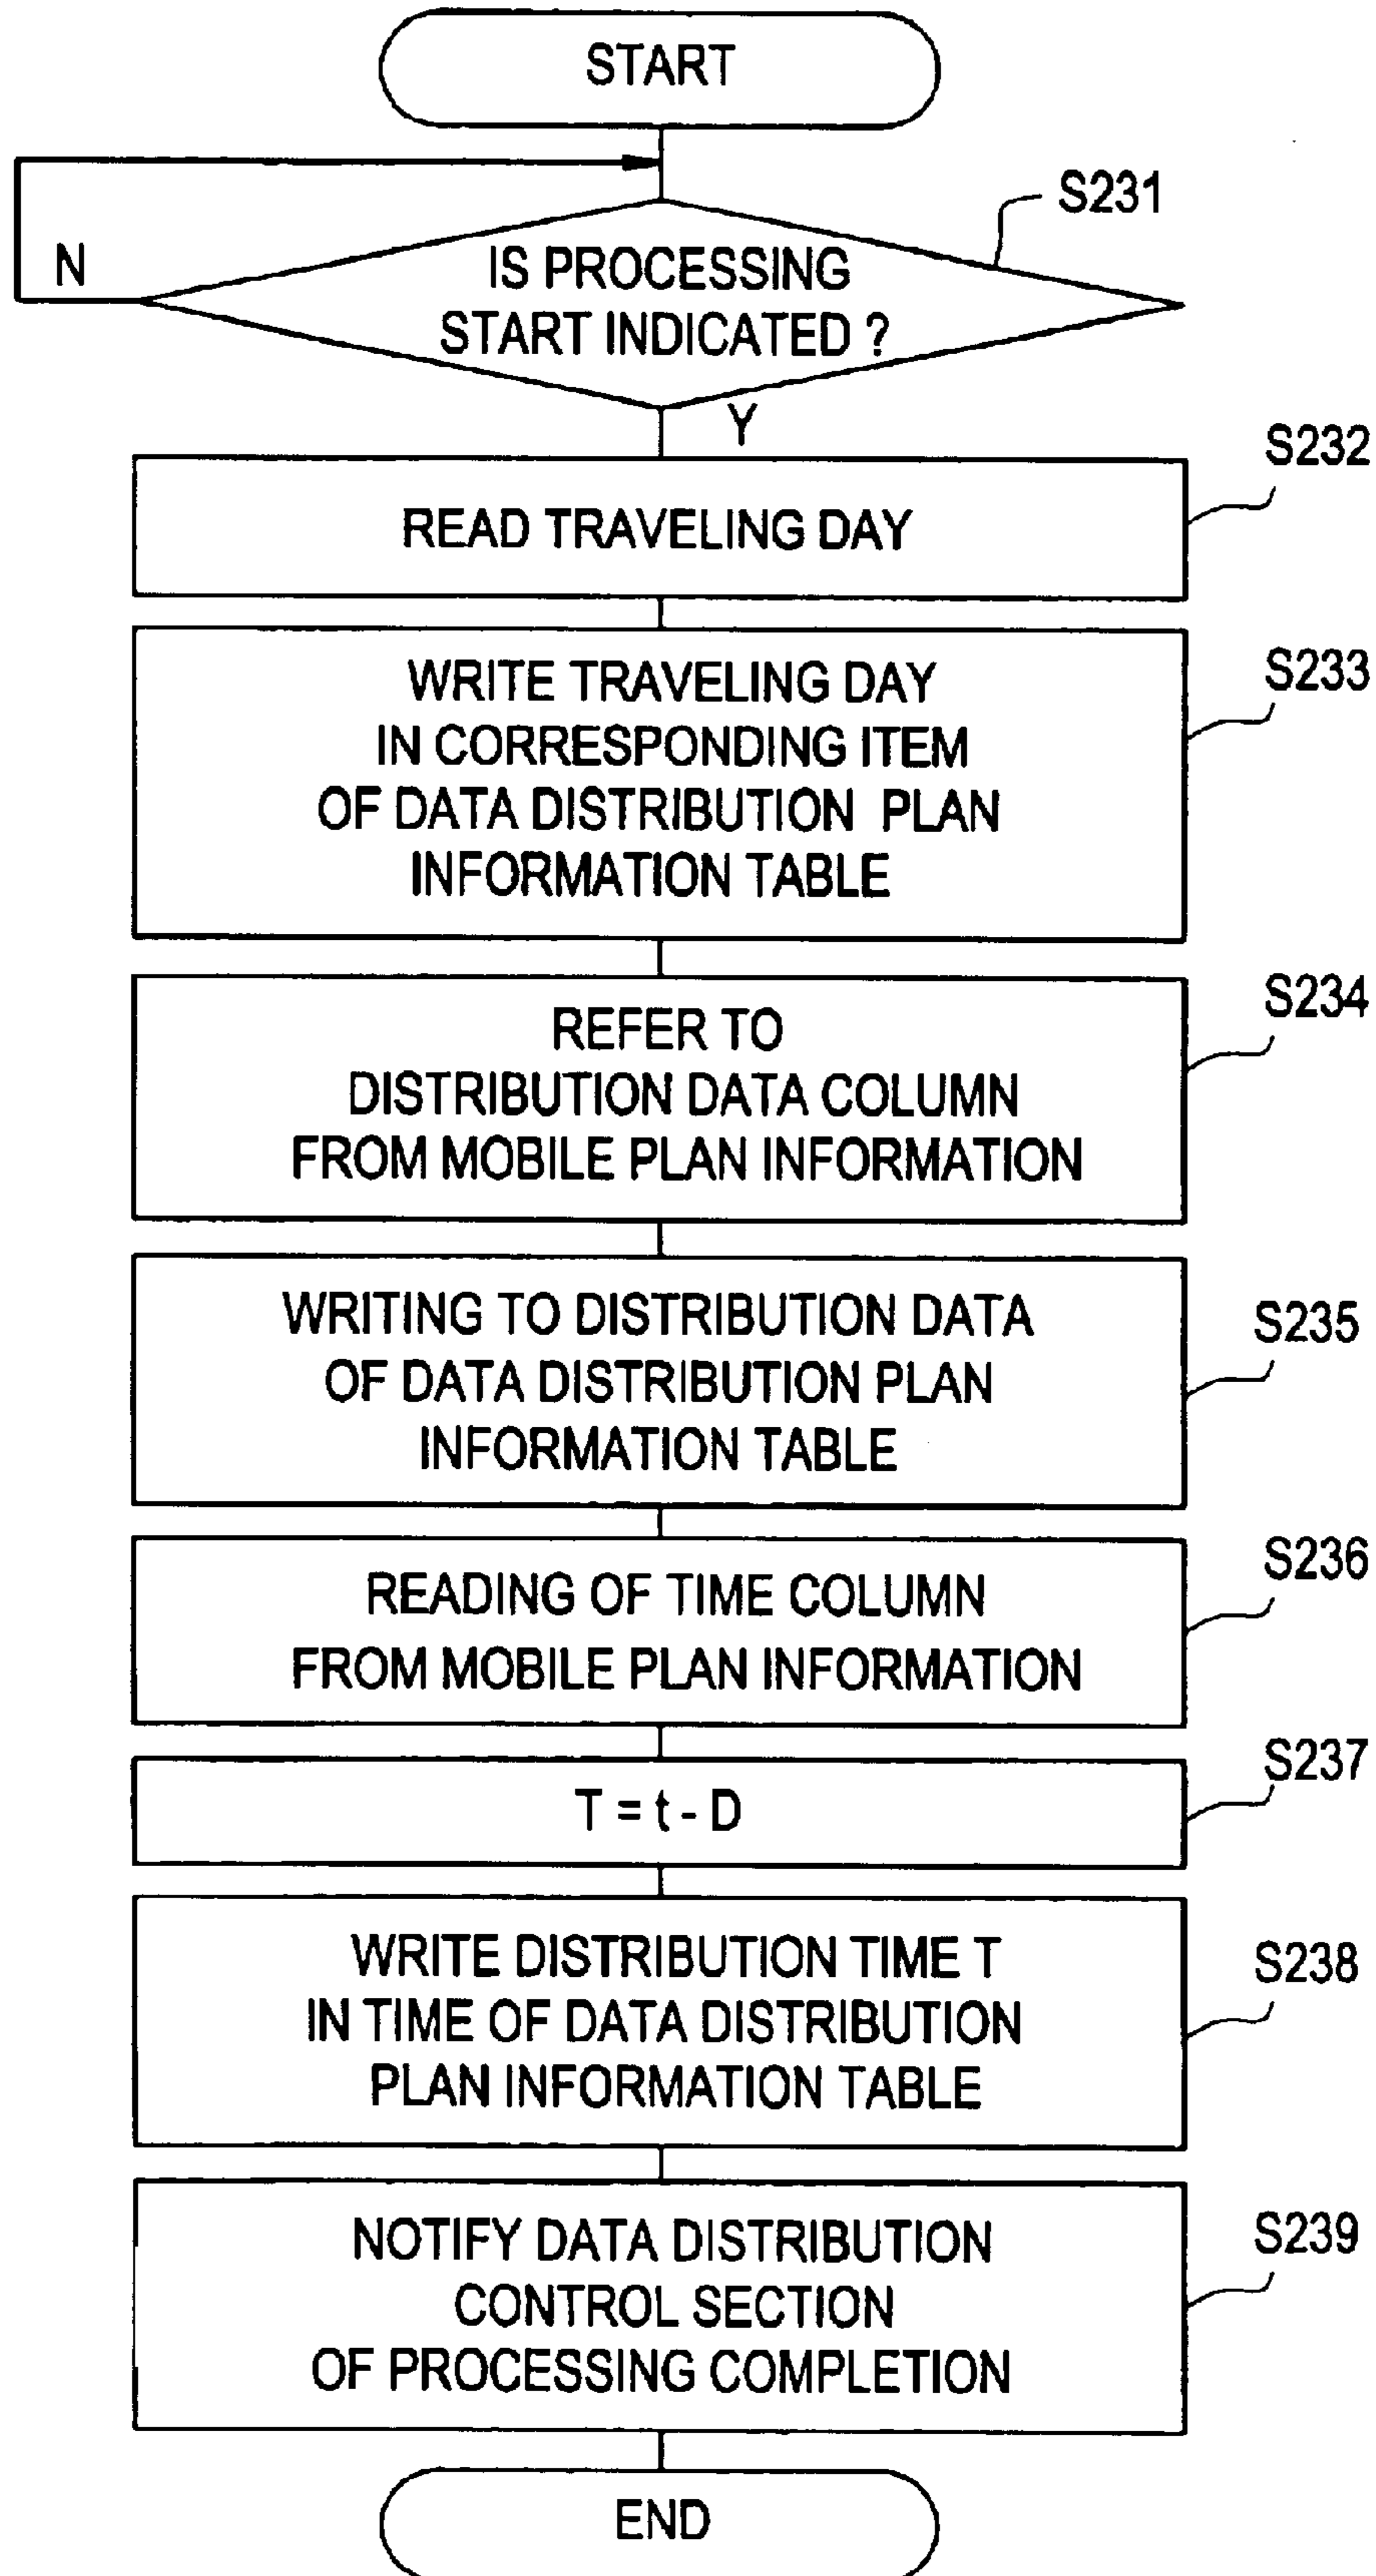 START
S231
N
IS PROCESSING
START INDICATED ?
Y
S232
READ TRAVELING DAY
S233
WRITE TRAVELING DAY
IN CORRESPONDING ITEM
OF DATA DISTRIBUTION PLAN
INFORMATION TABLE
S234
REFER TO
DISTRIBUTION DATA COLUMN
FROM MOBILE PLAN INFORMATION
S235
WRITING TO DISTRIBUTION DATA
OF DATA DISTRIBUTION PLAN
INFORMATION TABLE
S236
READING OF TIME COLUMN
FROM MOBILE PLAN INFORMATION
S237
T = t - D
S238
WRITE DISTRIBUTION TIME T
IN TIME OF DATA DISTRIBUTION
PLAN INFORMATION TABLE
S239
NOTIFY DATA DISTRIBUTION
CONTROL SECTION
OF PROCESSING COMPLETION
END